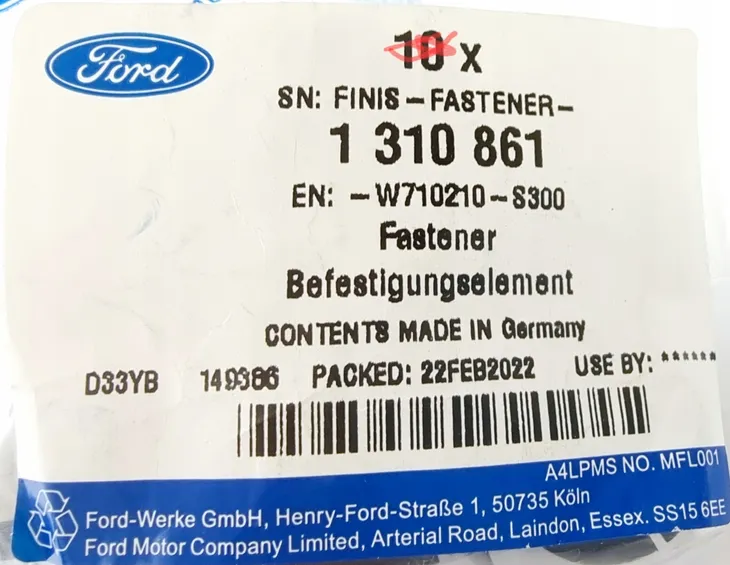 Ford
10 x
SN: FINIS-FASTENER-
1 310 861
EN: -W710210-S300
Fastener
Befestigungselement
CONTENTS MADE IN Germany
D33YB 149386 PACKED: 22FEB2022 USE BY: ******
A4LPMS NO. MFL001
Ford-Werke GmbH, Henry-Ford-Straße 1, 50735 Köln
Ford Motor Company Limited, Arterial Road, Laindon, Essex. SS15 6EE